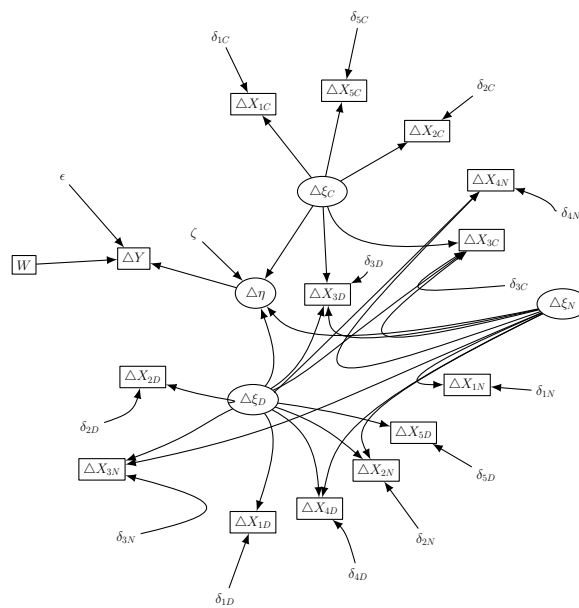 δ₁C
δ₅C
△X₅C
△X₁C
δ₂C
△X₂C
ϵ
△ξC
△X₄N
δ₄N
ζ
△X₃C
W
△Y
δ₃D
△η
△X₃D
δ₃C
△ξN
△X₂D
△X₁N
δ₁N
△ξD
δ₂D
△X₅D
△X₃N
△X₂N
δ₅D
△X₄D
△X₁D
δ₃N
δ₂N
δ₄D
δ₁D